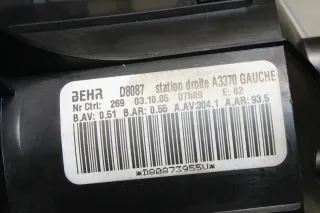 BEHR D8087 station droite A3370 GAUCHE
Nr Ctrl: 269 03.10.05 07h09 E: 02
B.AV: 0.51 B.AR: 0.55 A.AV:304.1 A.AR: 93.5
*D80873955U*